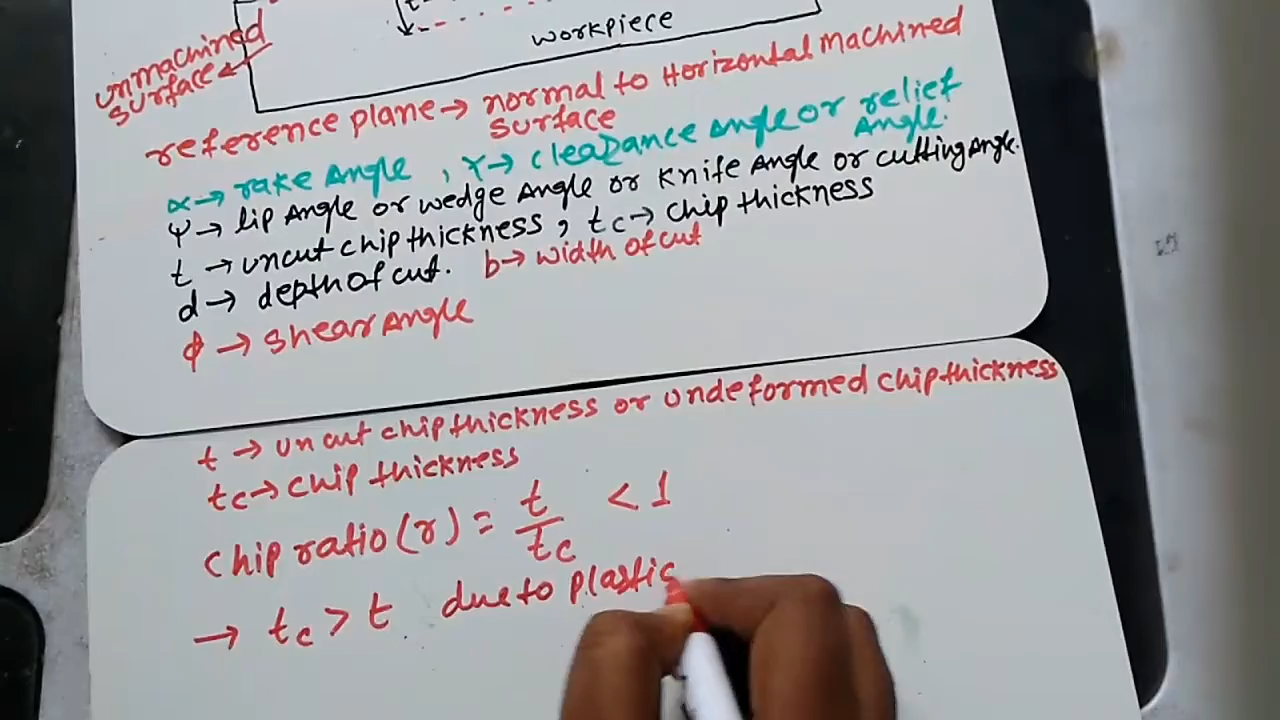 t
workpiece
unmachined
surface
reference plane → normal to Horizontal Machined
surface
α → rake Angle , γ → clearance Angle or relief
Angle.
ψ → lip Angle or wedge Angle or knife Angle or cutting Angle.
t → uncut chip thickness , tc → chip thickness
d → depth of cut. b → width of cut
ϕ → Shear Angle
t → uncut chip thickness or undeformed chip thickness
tc → chip thickness
chip ratio (r) = t/tc < 1
→ tc > t due to plastic